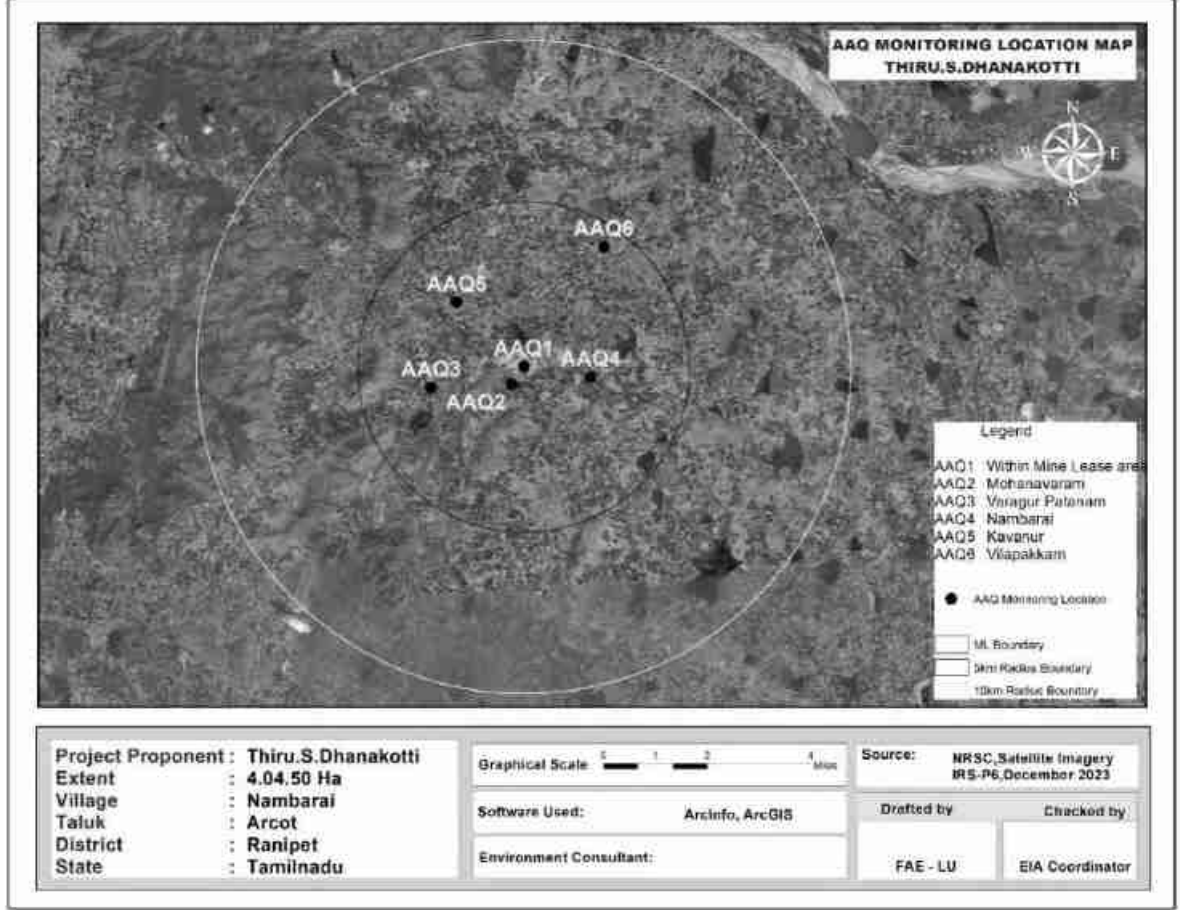 AAQ MONITORING LOCATION MAP
THIRU.S.DHANAKOTTI
N
W E
S
AAQ6
AAQ5
AAQ1
AAQ4
AAQ3
AAQ2
Legend
AAQ1 Within Mine Lease area
AAQ2 Mohanavaram
AAQ3 Varagur Patanam
AAQ4 Nambarai
AAQ5 Kavanur
AAQ6 Vilapakkam
AAQ Monitoring Location
ML Boundary
5km Radius Boundary
10km Radius Boundary
Project Proponent : Thiru.S.Dhanakotti
Extent : 4.04.50 Ha
Village : Nambarai
Taluk : Arcot
District : Ranipet
State : Tamilnadu
Graphical Scale 0 1 2 4 Miles
Software Used: ArcInfo, ArcGIS
Environment Consultant:
Source: NRSC,Satellite Imagery
IRS-P6,December 2023
Drafted by Checked by
FAE - LU EIA Coordinator